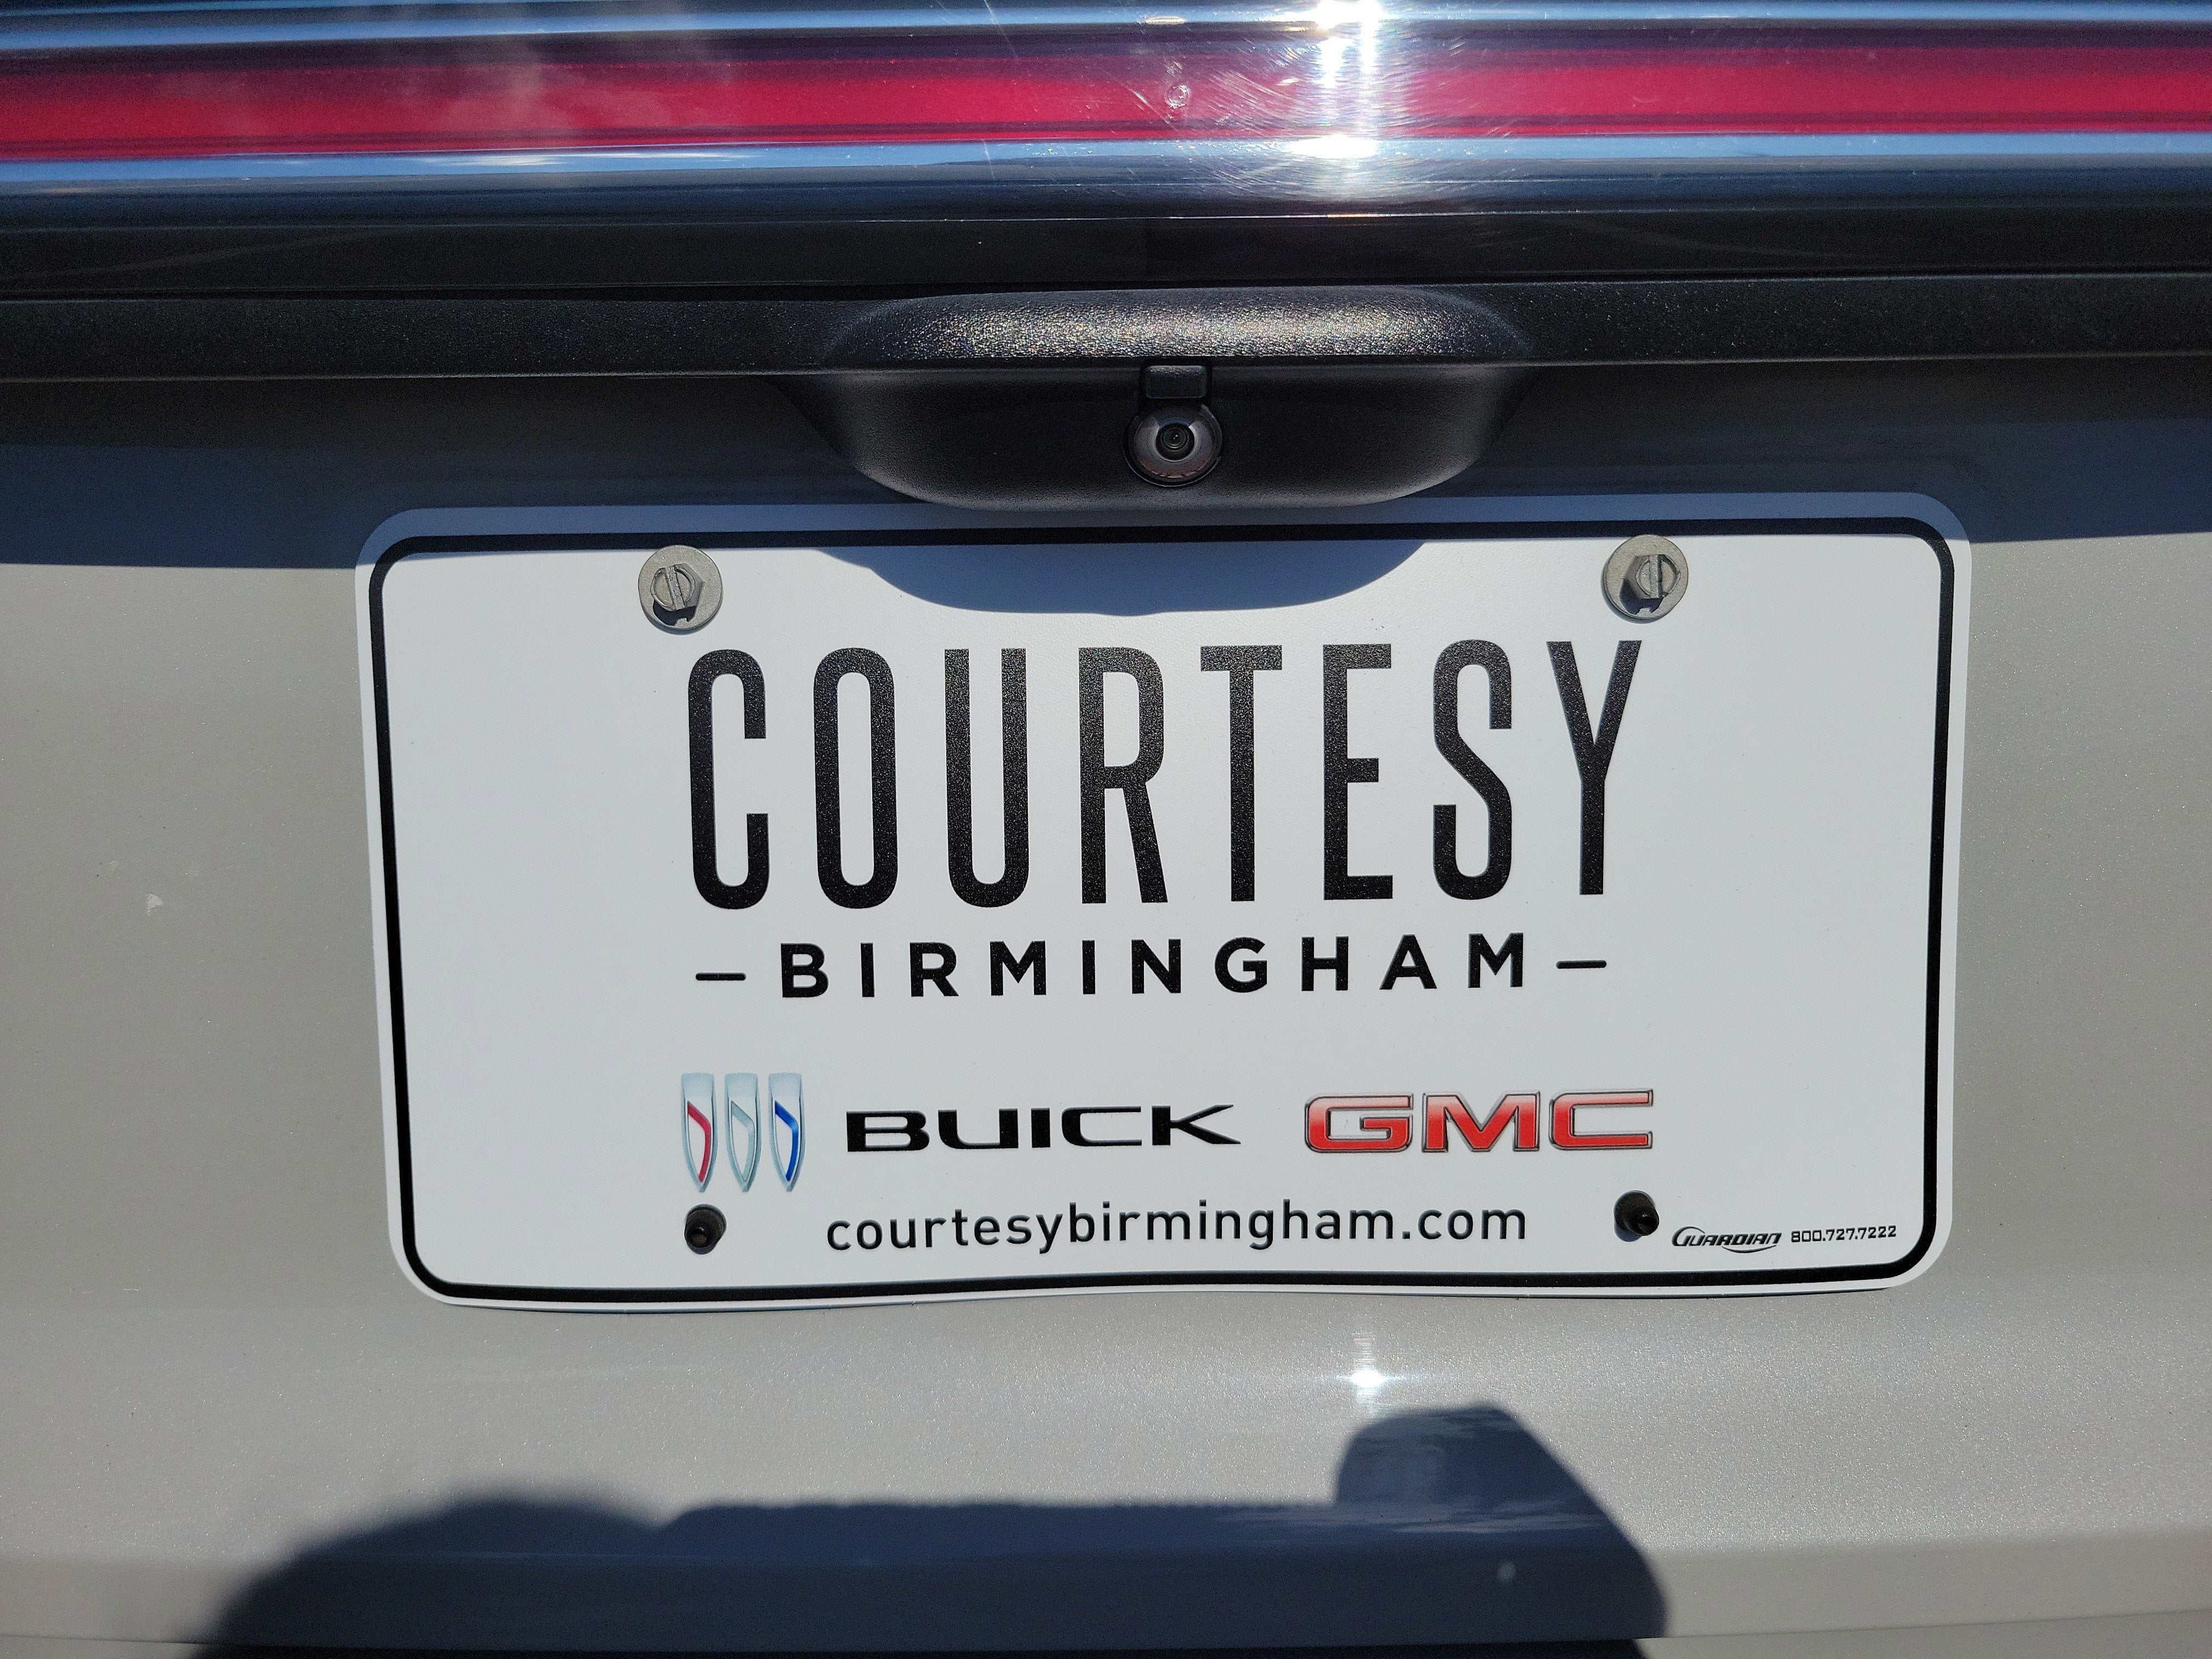 COURTESY
–BIRMINGHAM–
BUICK GMC
courtesybirmingham.com
GUARDIAN 800.727.7222